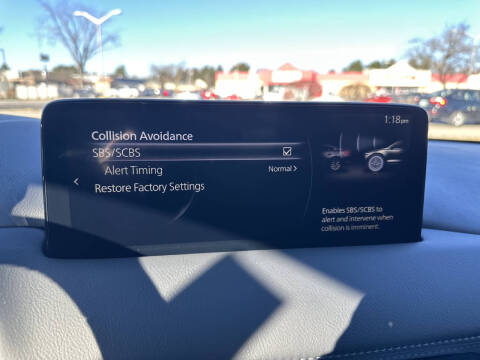 1:18pm
Collision Avoidance
SBS/SCBS
Alert Timing Normal
Restore Factory Settings
Enables SBS/SCBS to
alert and intervene when
collision is imminent.